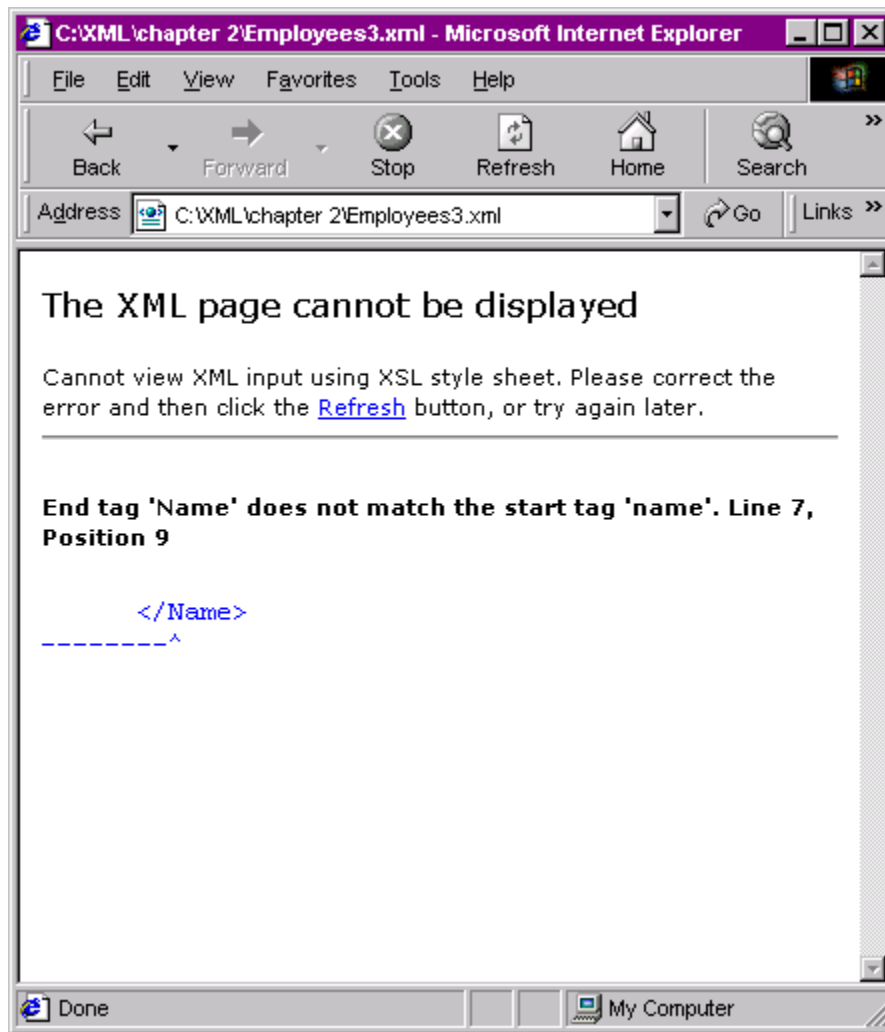 C:\XML\chapter 2\Employees3.xml - Microsoft Internet Explorer
File Edit View Favorites Tools Help
Back Forward Stop Refresh Home Search »
Address C:\XML\chapter 2\Employees3.xml Go Links »
The XML page cannot be displayed
Cannot view XML input using XSL style sheet. Please correct the
error and then click the Refresh button, or try again later.
End tag 'Name' does not match the start tag 'name'. Line 7,
Position 9
</Name>
--------^
Done My Computer